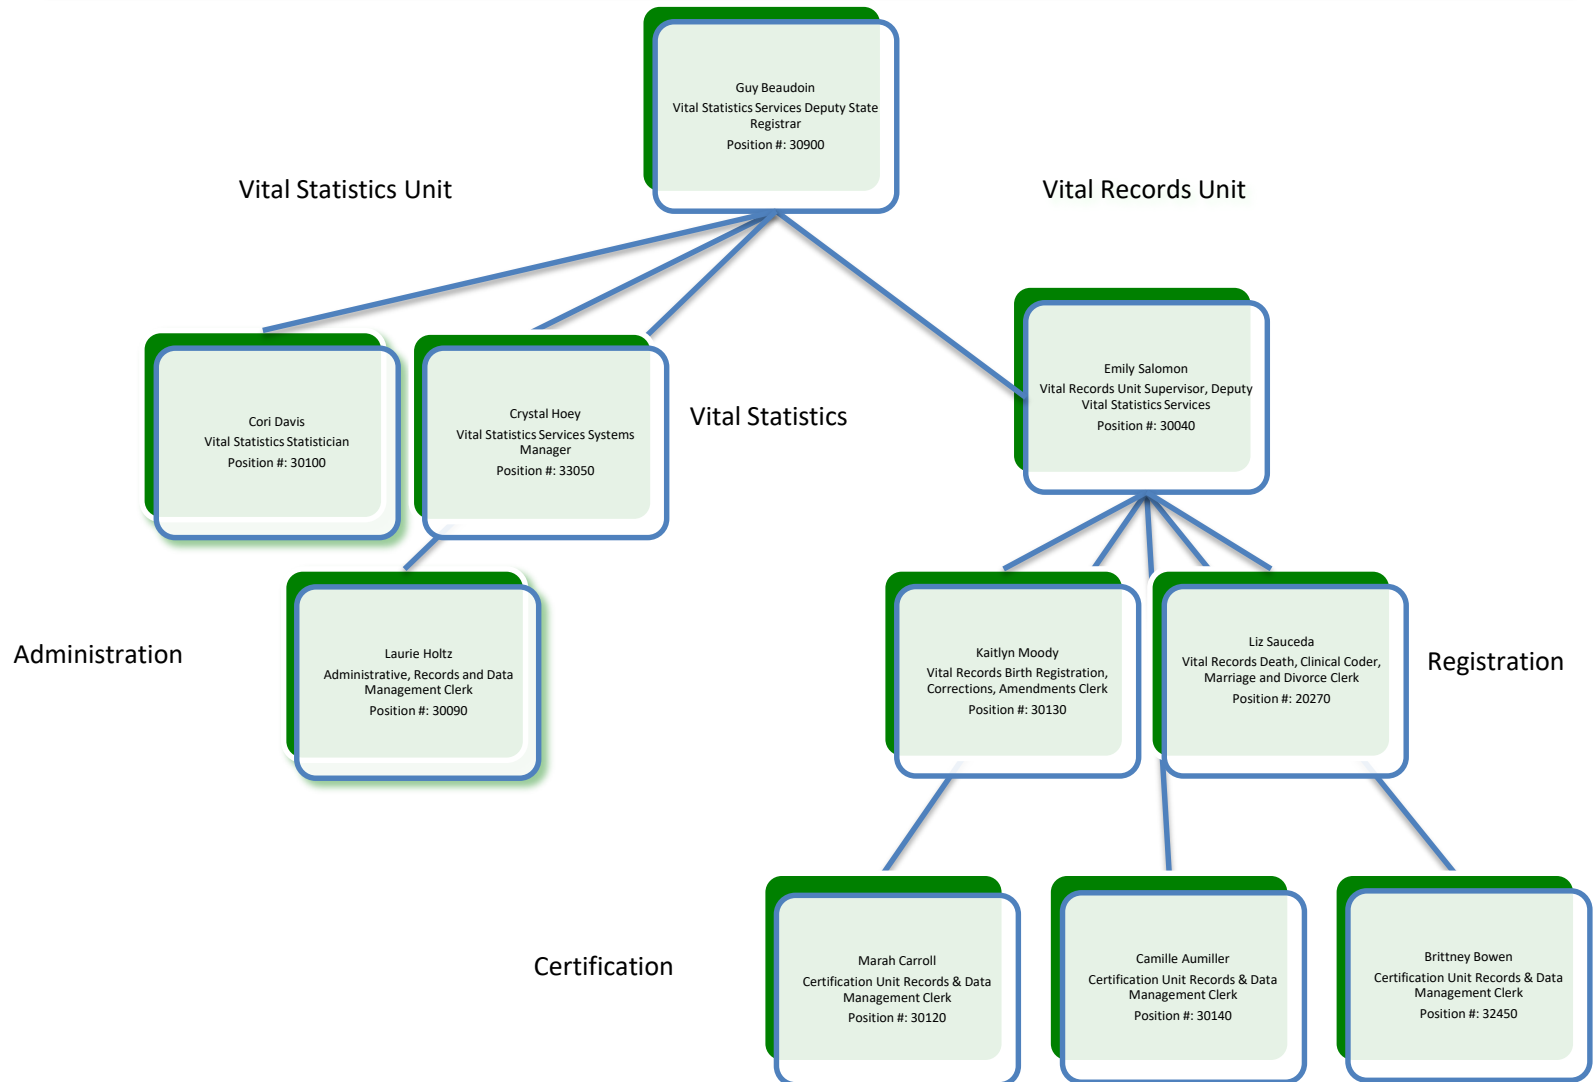 Guy Beaudoin
Vital Statistics Services Deputy State
Registrar
Position #: 30900
Vital Statistics Unit
Vital Records Unit
Cori Davis
Vital Statistics Statistician
Position #: 30100
Crystal Hoey
Vital Statistics Services Systems
Manager
Position #: 33050
Vital Statistics
Emily Salomon
Vital Records Unit Supervisor, Deputy
Vital Statistics Services
Position #: 30040
Administration
Laurie Holtz
Administrative, Records and Data
Management Clerk
Position #: 30090
Kaitlyn Moody
Vital Records Birth Registration,
Corrections, Amendments Clerk
Position #: 30130
Liz Sauceda
Vital Records Death, Clinical Coder,
Marriage and Divorce Clerk
Position #: 20270
Registration
Certification
Marah Carroll
Certification Unit Records & Data
Management Clerk
Position #: 30120
Camille Aumiller
Certification Unit Records & Data
Management Clerk
Position #: 30140
Brittney Bowen
Certification Unit Records & Data
Management Clerk
Position #: 32450